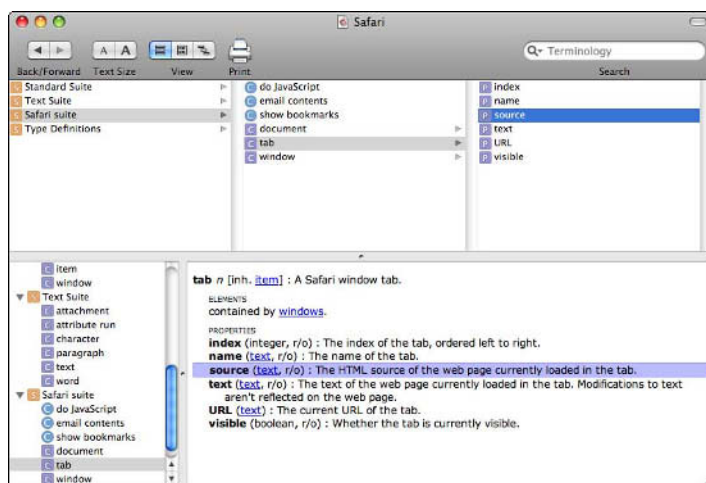 Safari
A A
Terminology
Back/Forward Text Size View Print Search
S Standard Suite
S Text Suite
S Safari suite
S Type Definitions
C do JavaScript
C email contents
C show bookmarks
C document
C tab
C window
P index
P name
P source
P text
P URL
P visible
C item
C window
S Text Suite
C attachment
C attribute run
C character
C paragraph
C text
C word
S Safari suite
C do JavaScript
C email contents
C show bookmarks
C document
C tab
C window
tab n [inh. item] : A Safari window tab.
ELEMENTS
contained by windows.
PROPERTIES
index (integer, r/o) : The index of the tab, ordered left to right.
name (text, r/o) : The name of the tab.
source (text, r/o) : The HTML source of the web page currently loaded in the tab.
text (text, r/o) : The text of the web page currently loaded in the tab. Modifications to text
aren't reflected on the web page.
URL (text) : The current URL of the tab.
visible (boolean, r/o) : Whether the tab is currently visible.